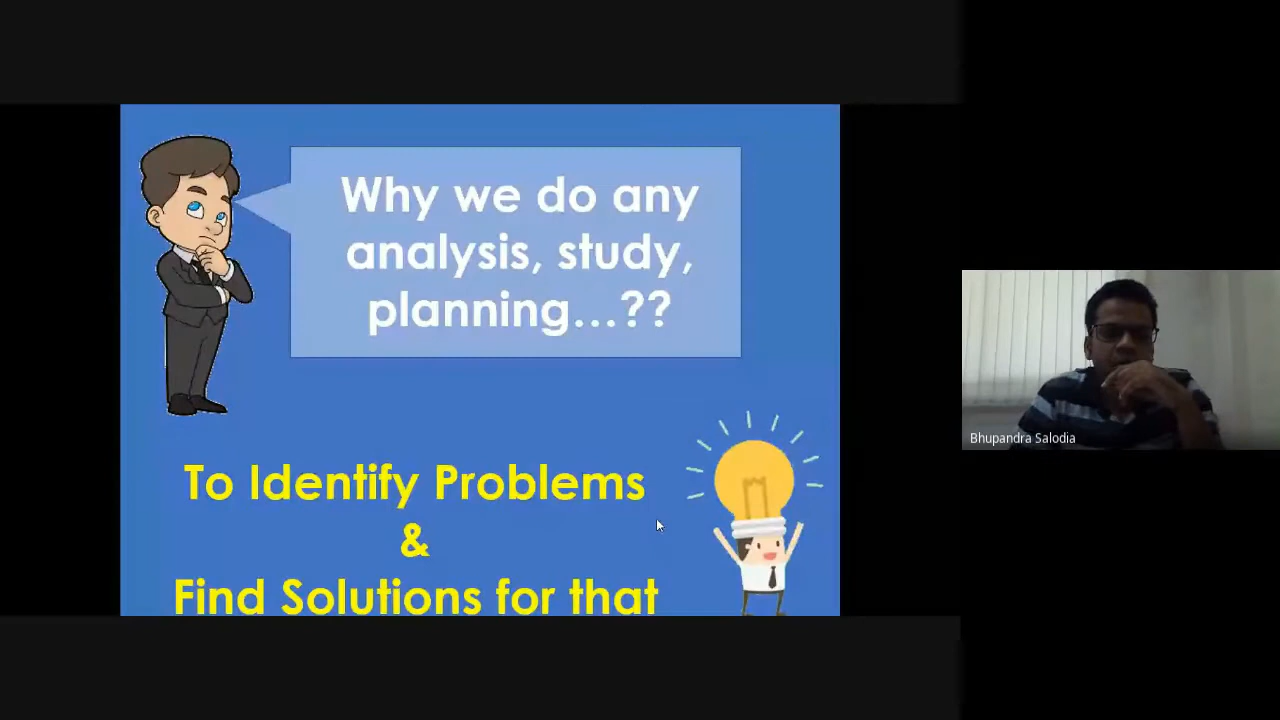 Why we do any
analysis, study,
planning...??
To Identify Problems
&
Find Solutions for that
Bhupandra Salodia